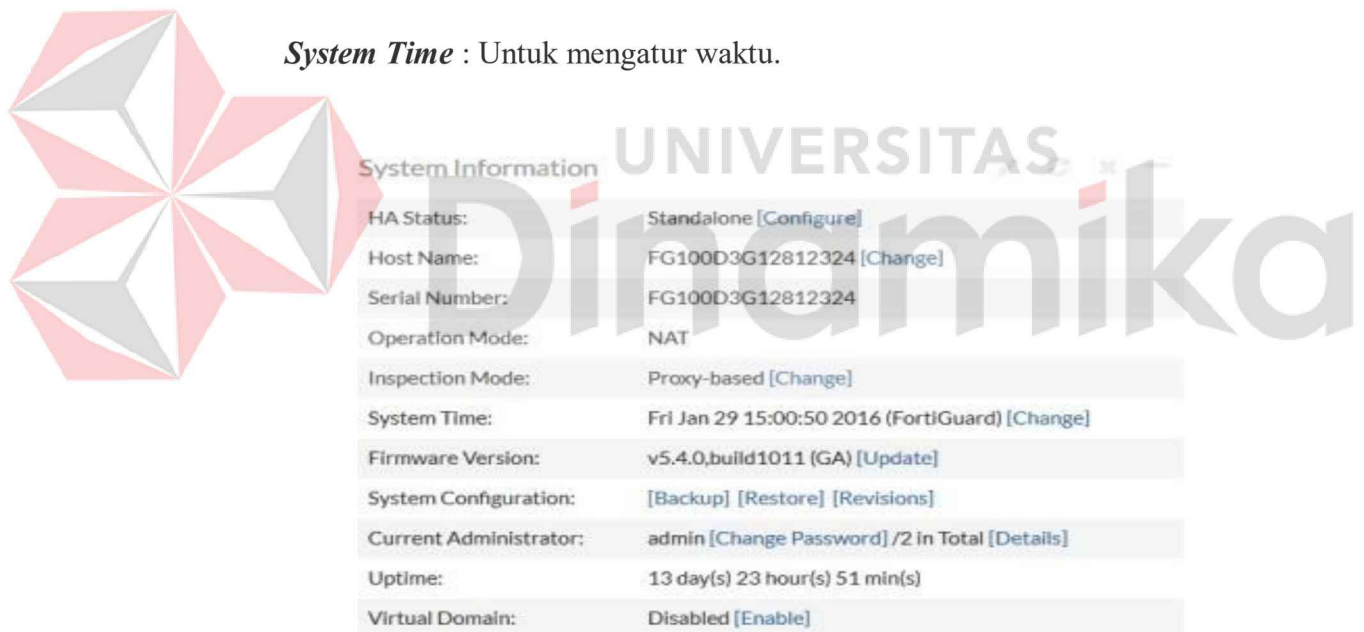 System Time : Untuk mengatur waktu.
UNIVERSITAS
Dinamika
System Information
HA Status: Standalone [Configure]
Host Name: FG100D3G12812324 [Change]
Serial Number: FG100D3G12812324
Operation Mode: NAT
Inspection Mode: Proxy-based [Change]
System Time: Fri Jan 29 15:00:50 2016 (FortiGuard) [Change]
Firmware Version: v5.4.0,build1011 (GA) [Update]
System Configuration: [Backup] [Restore] [Revisions]
Current Administrator: admin [Change Password] /2 in Total [Details]
Uptime: 13 day(s) 23 hour(s) 51 min(s)
Virtual Domain: Disabled [Enable]